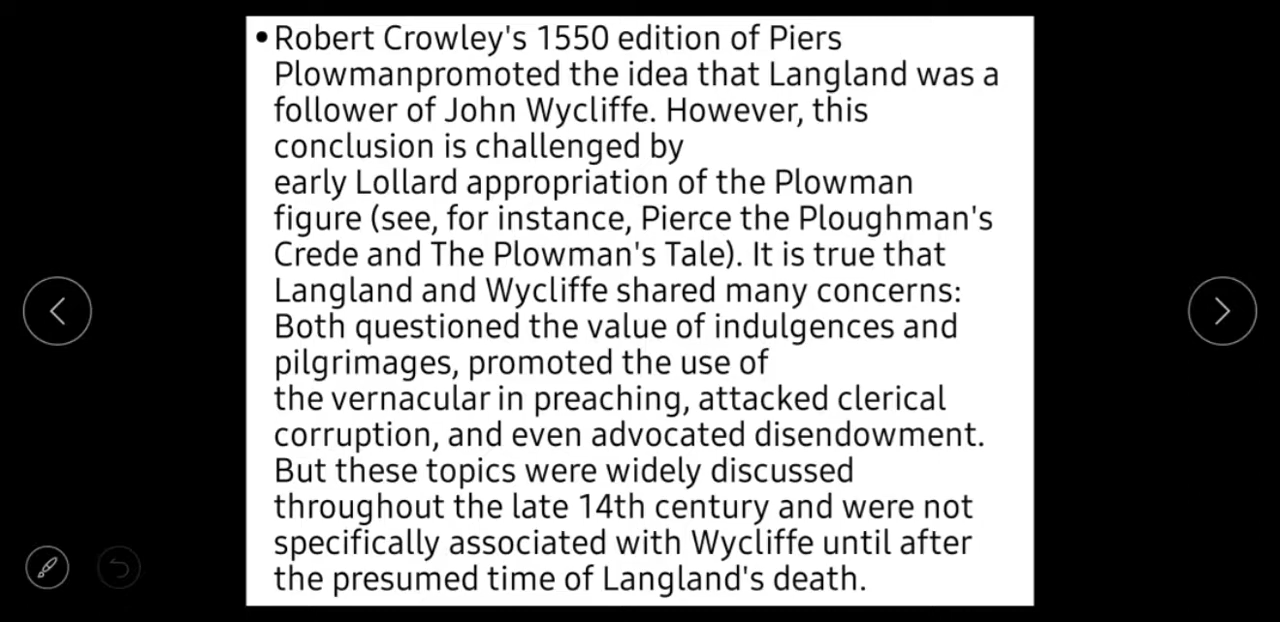 •Robert Crowley's 1550 edition of Piers
Plowmanpromoted the idea that Langland was a
follower of John Wycliffe. However, this
conclusion is challenged by
early Lollard appropriation of the Plowman
figure (see, for instance, Pierce the Ploughman's
Crede and The Plowman's Tale). It is true that
Langland and Wycliffe shared many concerns:
Both questioned the value of indulgences and
pilgrimages, promoted the use of
the vernacular in preaching, attacked clerical
corruption, and even advocated disendowment.
But these topics were widely discussed
throughout the late 14th century and were not
specifically associated with Wycliffe until after
the presumed time of Langland's death.